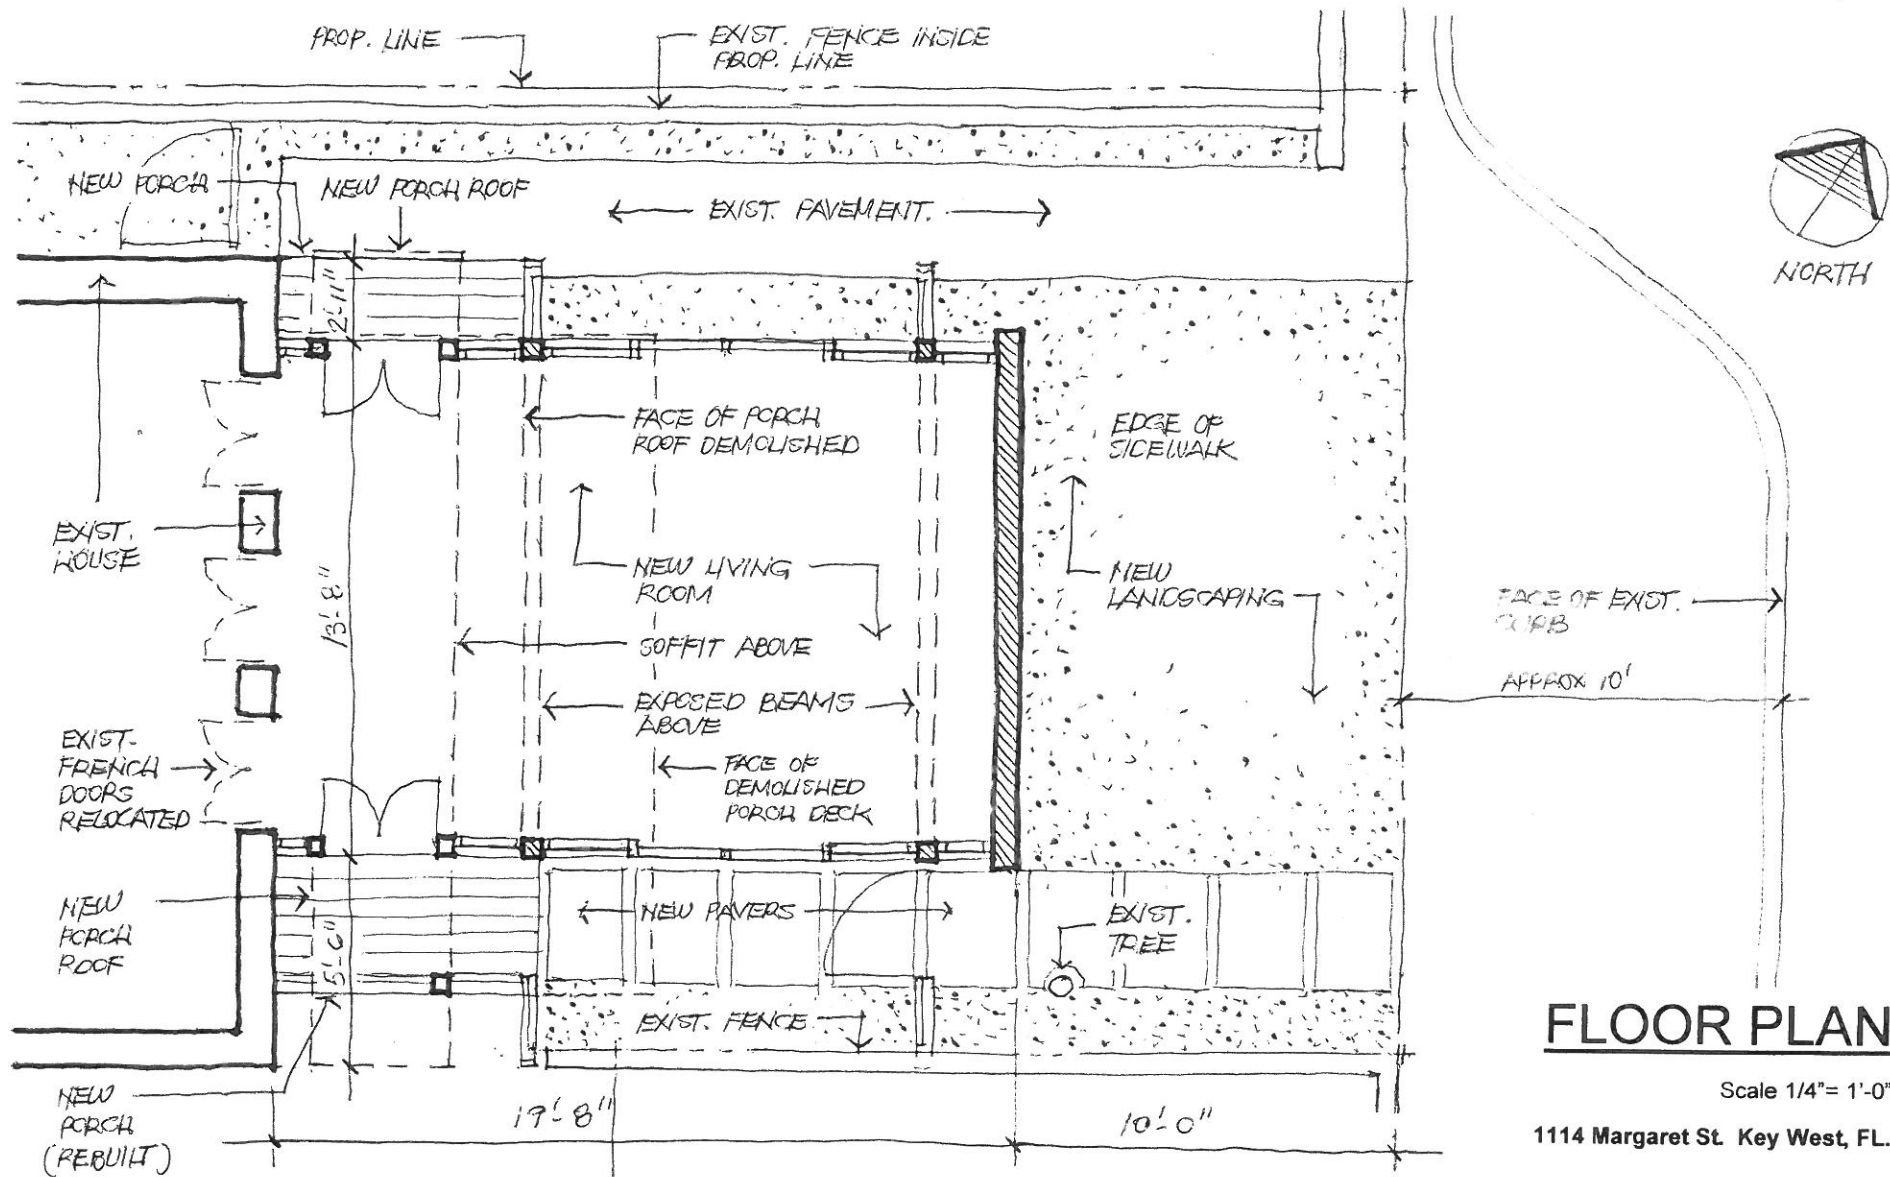 PROP. LINE
EXIST. FENCE INSIDE
PROP. LINE
NEW PORCH
NEW PORCH ROOF
EXIST. PAVEMENT.
NORTH
2'-11"
FACE OF PORCH
ROOF DEMOLISHED
EDGE OF
SIDEWALK
EXIST.
HOUSE
NEW LIVING
ROOM
NEW
LANDSCAPING
FACE OF EXIST.
CURB
13'-8"
SOFFIT ABOVE
APPROX 10'
EXPOSED BEAMS
ABOVE
EXIST.
FRENCH
DOORS
RELOCATED
FACE OF
DEMOLISHED
PORCH DECK
NEW
PORCH
ROOF
NEW PAVERS
EXIST.
TREE
5'-6"
EXIST. FENCE
FLOOR PLAN
NEW
PORCH
(REBUILT)
19'-8"
10'-0"
Scale 1/4"= 1'-0"
1114 Margaret St. Key West, FL.